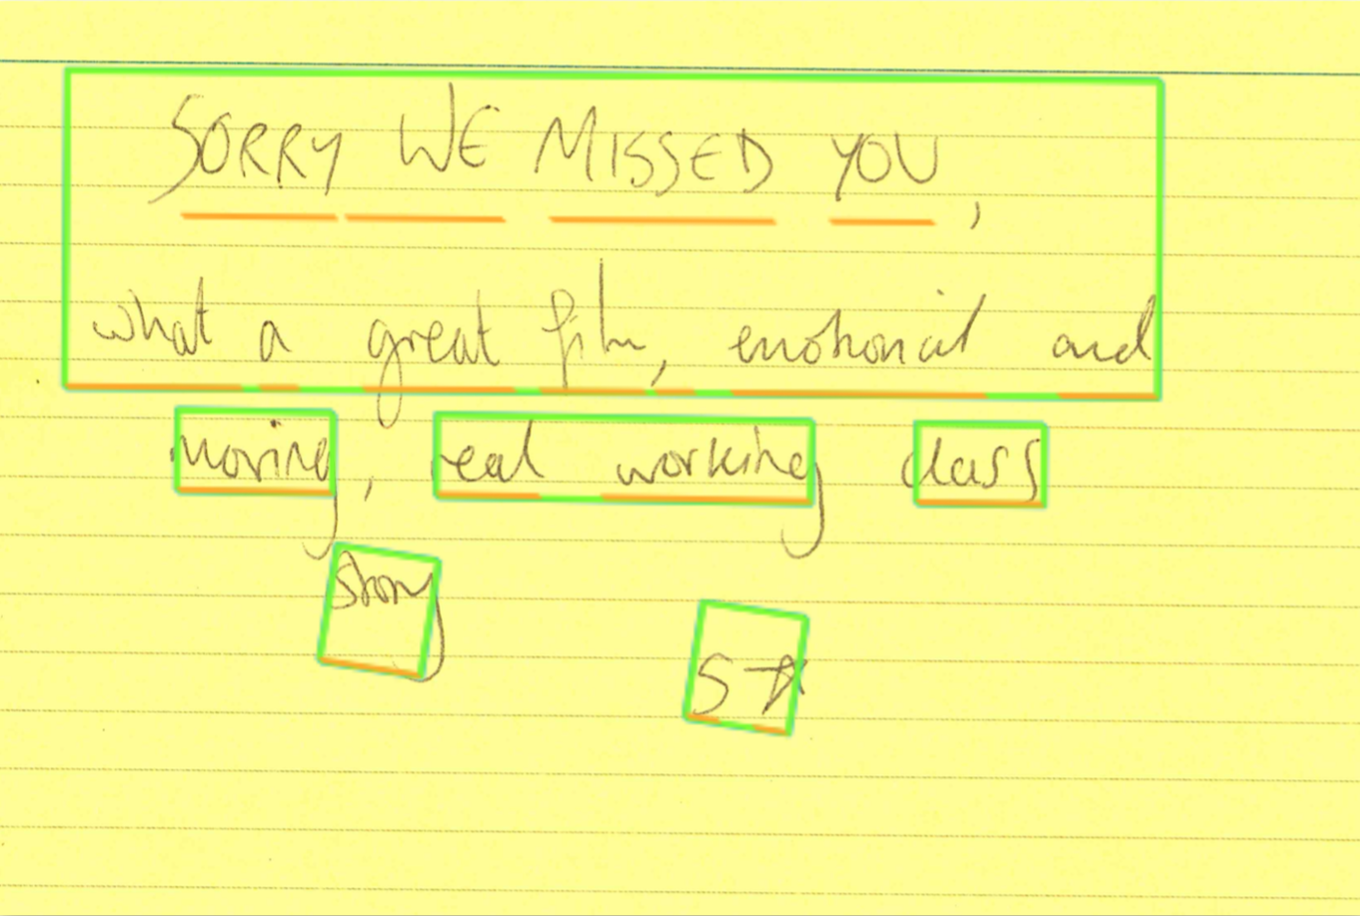 SORRY WE MISSED YOU,
what a great film, emotional and
moving, real working class
story
5★